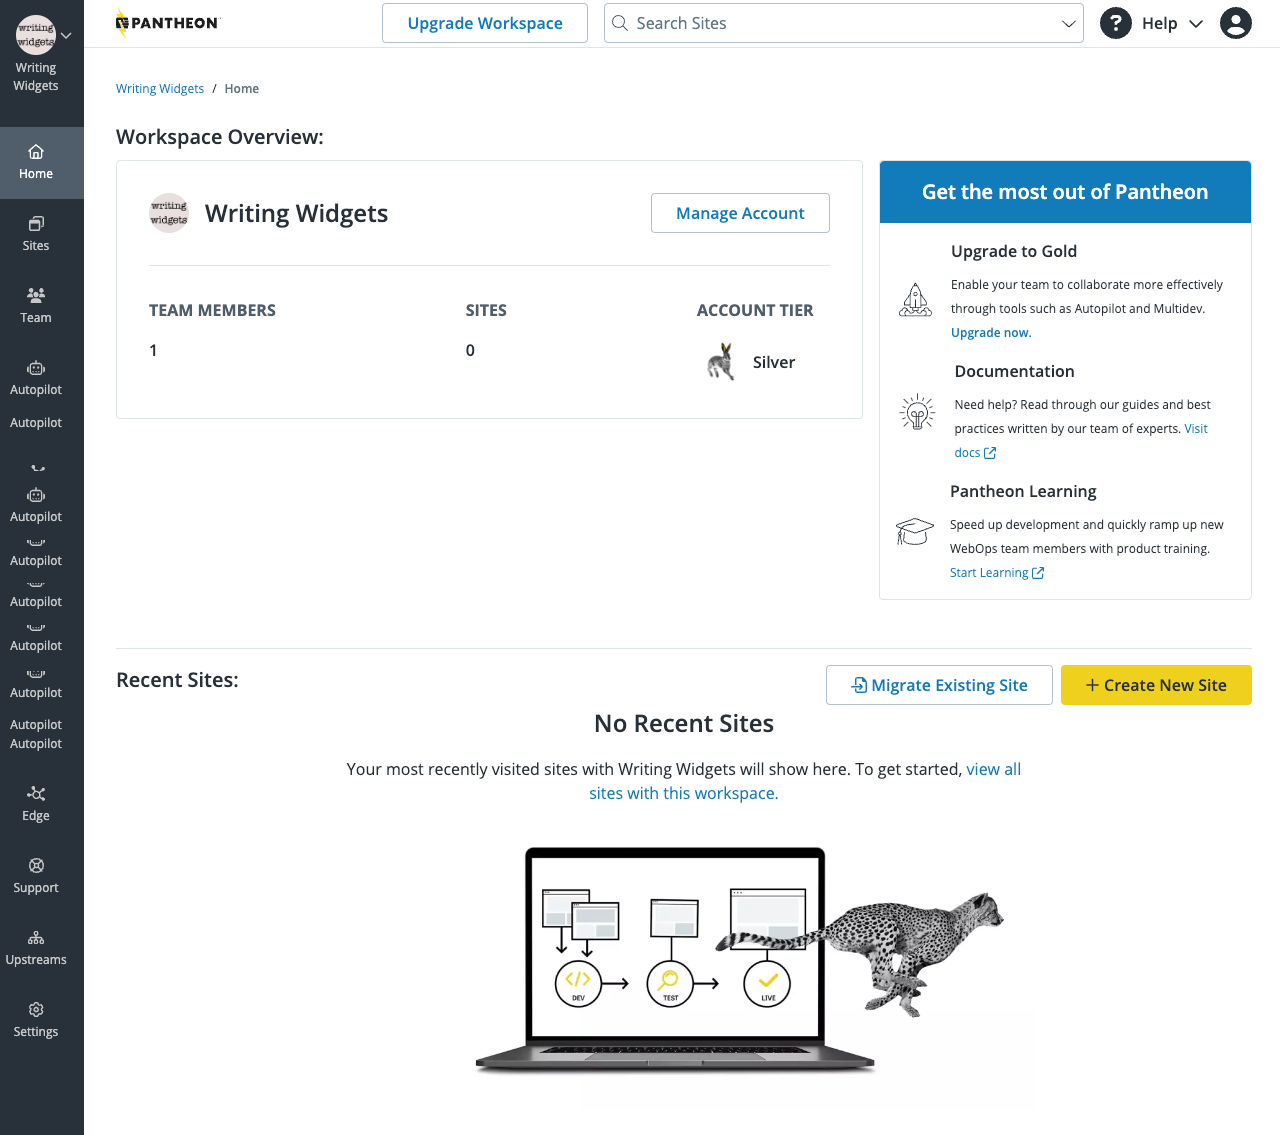 writing
widgets
Writing
Widgets
Home
Sites
Team
Autopilot
Autopilot
Autopilot
Autopilot
Autopilot
Autopilot
Autopilot
Autopilot
Autopilot
Edge
Support
Upstreams
Settings
PANTHEON
Upgrade Workspace
Search Sites
? Help
Writing Widgets / Home
Workspace Overview:
writing
widgets
Writing Widgets
Manage Account
TEAM MEMBERS SITES ACCOUNT TIER
1 0 Silver
Get the most out of Pantheon
Upgrade to Gold
Enable your team to collaborate more effectively
through tools such as Autopilot and Multidev.
Upgrade now.
Documentation
Need help? Read through our guides and best
practices written by our team of experts. Visit
docs
Pantheon Learning
Speed up development and quickly ramp up new
WebOps team members with product training.
Start Learning
Recent Sites:
Migrate Existing Site
+ Create New Site
No Recent Sites
Your most recently visited sites with Writing Widgets will show here. To get started, view all
sites with this workspace.
</>
DEV TEST LIVE